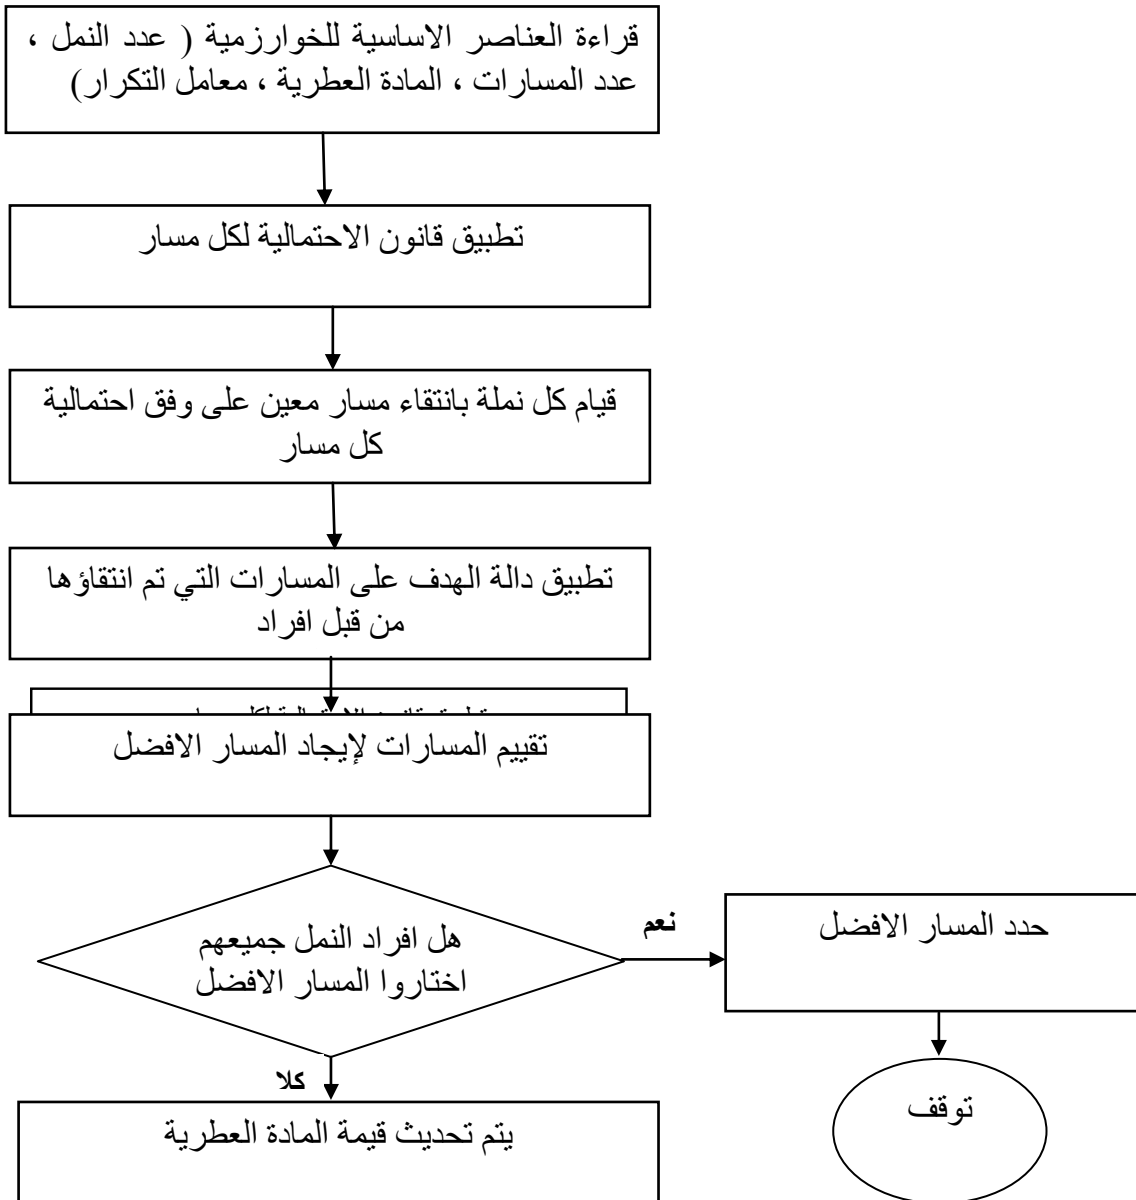 قراءة العناصر الاساسية للخوارزمية ( عدد النمل ،
عدد المسارات ، المادة العطرية ، معامل التكرار)
تطبيق قانون الاحتمالية لكل مسار
قيام كل نملة بانتقاء مسار معين على وفق احتمالية
كل مسار
تطبيق دالة الهدف على المسارات التي تم انتقاؤها
من قبل افراد
تقييم المسارات لإيجاد المسار الافضل
هل افراد النمل جميعهم
اختاروا المسار الافضل
نعم
حدد المسار الافضل
توقف
كلا
يتم تحديث قيمة المادة العطرية